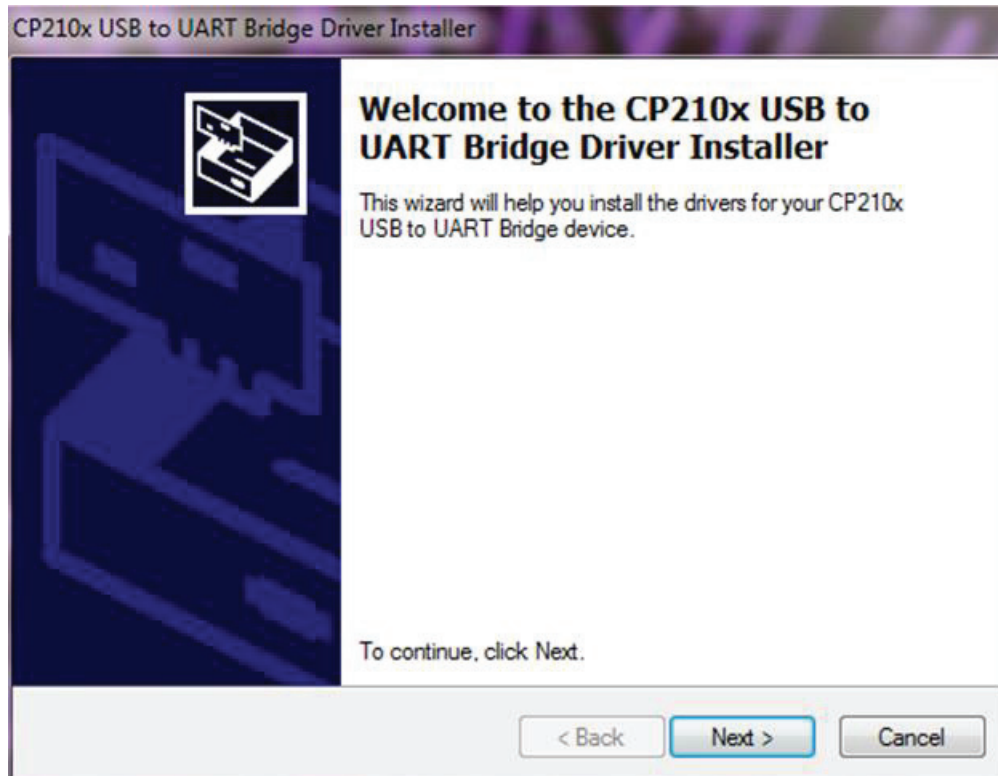 CP210x USB to UART Bridge Driver Installer
Welcome to the CP210x USB to
UART Bridge Driver Installer
This wizard will help you install the drivers for your CP210x
USB to UART Bridge device.
To continue, click Next.
< Back
Next >
Cancel